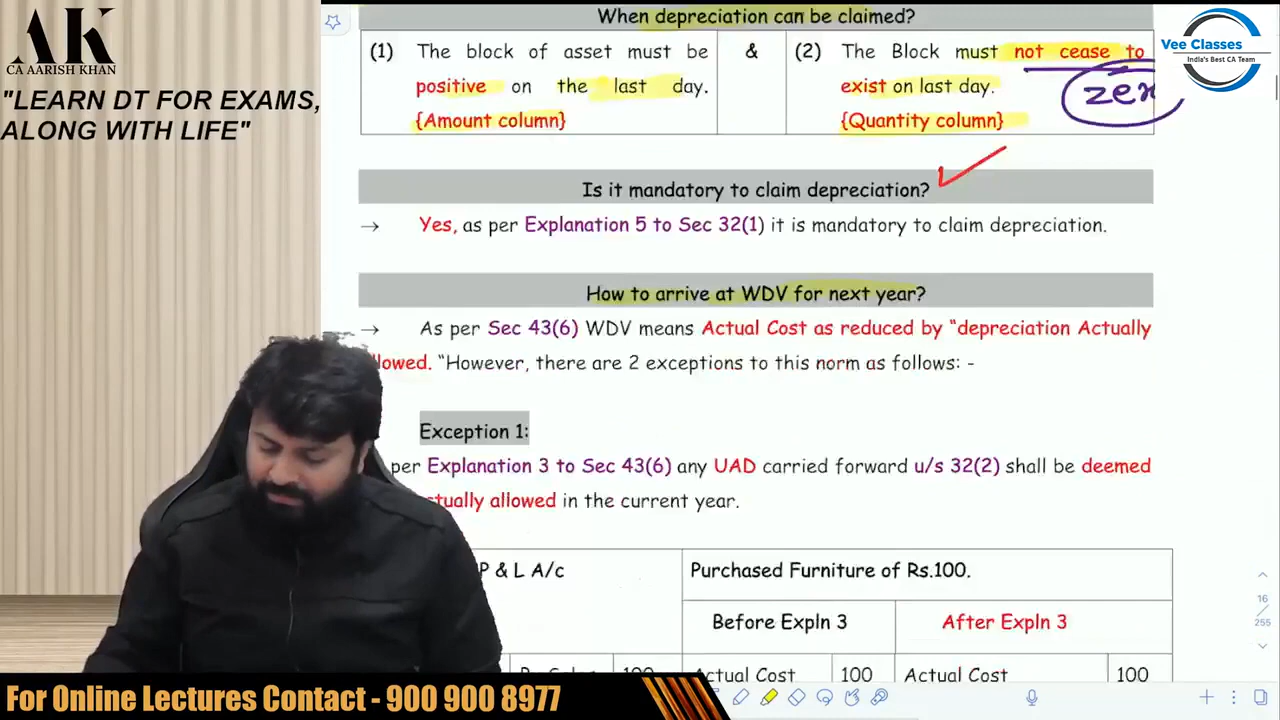 AK
CA AARISH KHAN
"LEARN DT FOR EXAMS,
ALONG WITH LIFE"
Vee Classes
India's Best CA Team
When depreciation can be claimed?
(1) The block of asset must be
positive on the last day.
{Amount column}
&
(2) The Block must not cease to
exist on last day.
{Quantity column}
Is it mandatory to claim depreciation?
→ Yes, as per Explanation 5 to Sec 32(1) it is mandatory to claim depreciation.
How to arrive at WDV for next year?
→ As per Sec 43(6) WDV means Actual Cost as reduced by "depreciation Actually
lowed. "However, there are 2 exceptions to this norm as follows: -
Exception 1:
per Explanation 3 to Sec 43(6) any UAD carried forward u/s 32(2) shall be deemed
tually allowed in the current year.
P & L A/c
Purchased Furniture of Rs.100.
Before Expln 3
After Expln 3
100
Actual Cost 100
Actual Cost 100
16
255
For Online Lectures Contact - 900 900 8977